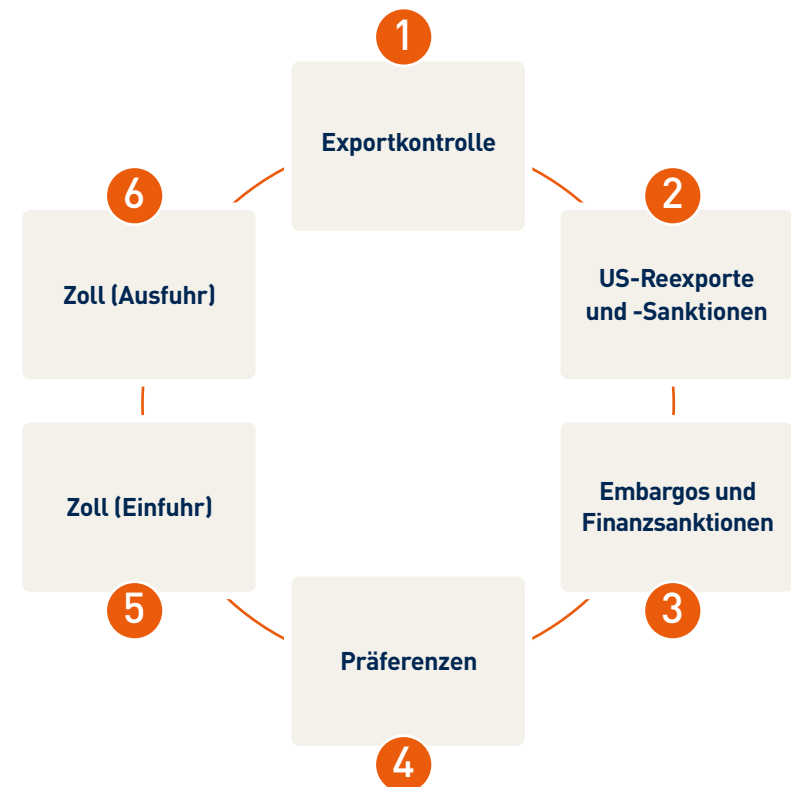 1
Exportkontrolle
2
US-Reexporte
und -Sanktionen
3
Embargos und
Finanzsanktionen
4
Präferenzen
5
Zoll (Einfuhr)
6
Zoll (Ausfuhr)